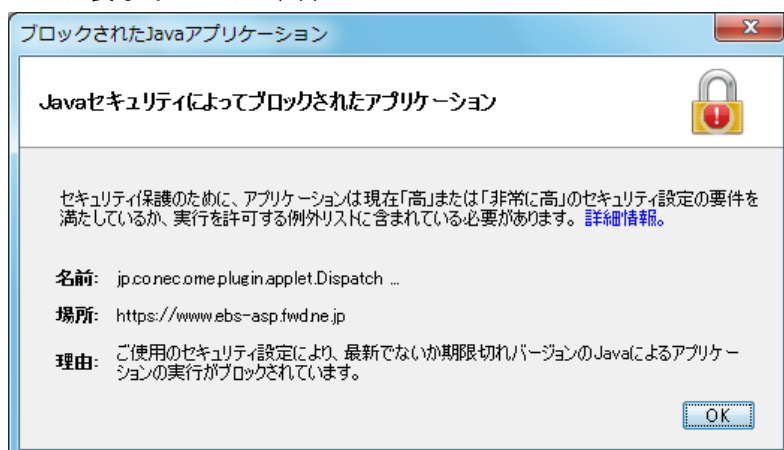 ブロックされたJavaアプリケーション
Javaセキュリティによってブロックされたアプリケーション
セキュリティ保護のために、アプリケーションは現在「高」または「非常に高」のセキュリティ設定の要件を
満たしているか、実行を許可する例外リストに含まれている必要があります。詳細情報。
名前: jp.co.nec.ome.plugin.applet.Dispatch ...
場所: https://www.ebs-asp.fwd.ne.jp
理由: ご使用のセキュリティ設定により、最新でないか期限切れバージョンのJavaによるアプリケー
ションの実行がブロックされています。
OK